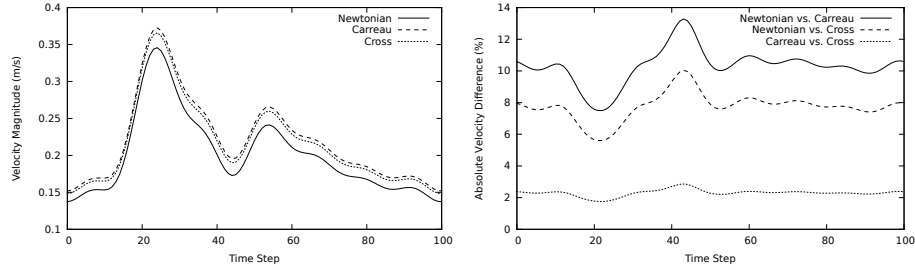 Velocity Magnitude (m/s)
0.4
0.35
0.3
0.25
0.2
0.15
0.1
0 20 40 60 80 100
Time Step
Newtonian
Carreau
Cross
Absolute Velocity Difference (%)
14
12
10
8
6
4
2
0
0 20 40 60 80 100
Time Step
Newtonian vs. Carreau
Newtonian vs. Cross
Carreau vs. Cross